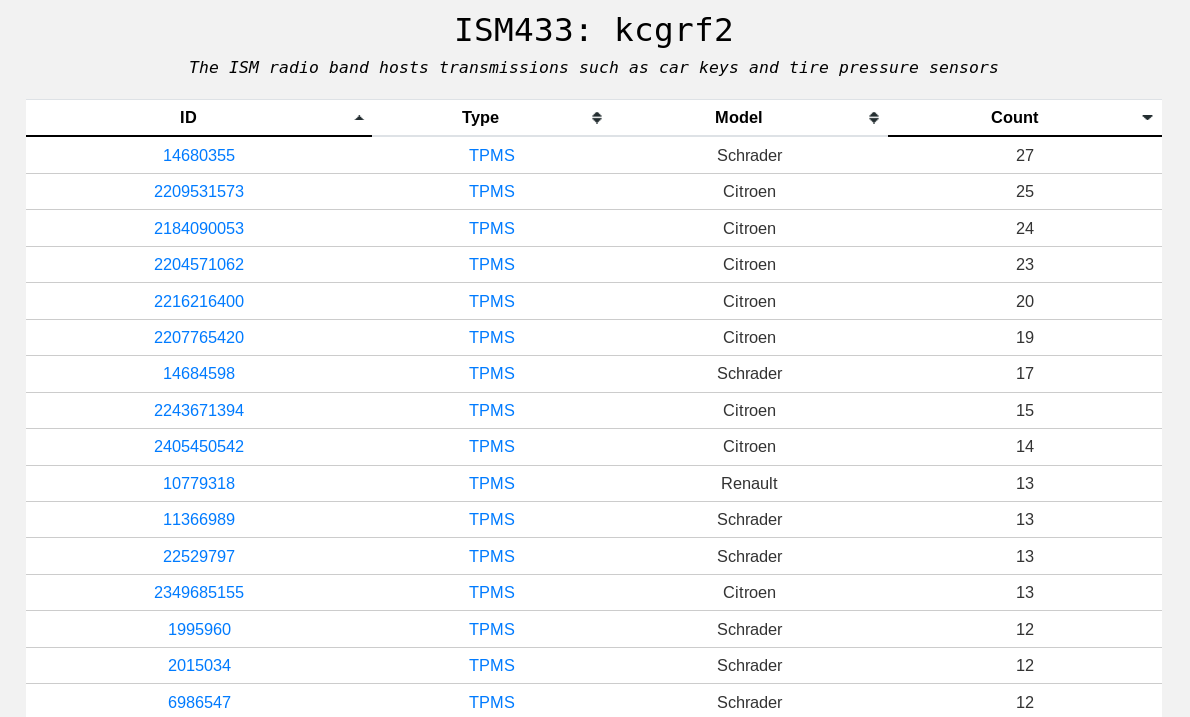 ISM433: kcgrf2
The ISM radio band hosts transmissions such as car keys and tire pressure sensors
ID Type Model Count
14680355 TPMS Schrader 27
2209531573 TPMS Citroen 25
2184090053 TPMS Citroen 24
2204571062 TPMS Citroen 23
2216216400 TPMS Citroen 20
2207765420 TPMS Citroen 19
14684598 TPMS Schrader 17
2243671394 TPMS Citroen 15
2405450542 TPMS Citroen 14
10779318 TPMS Renault 13
11366989 TPMS Schrader 13
22529797 TPMS Schrader 13
2349685155 TPMS Citroen 13
1995960 TPMS Schrader 12
2015034 TPMS Schrader 12
6986547 TPMS Schrader 12